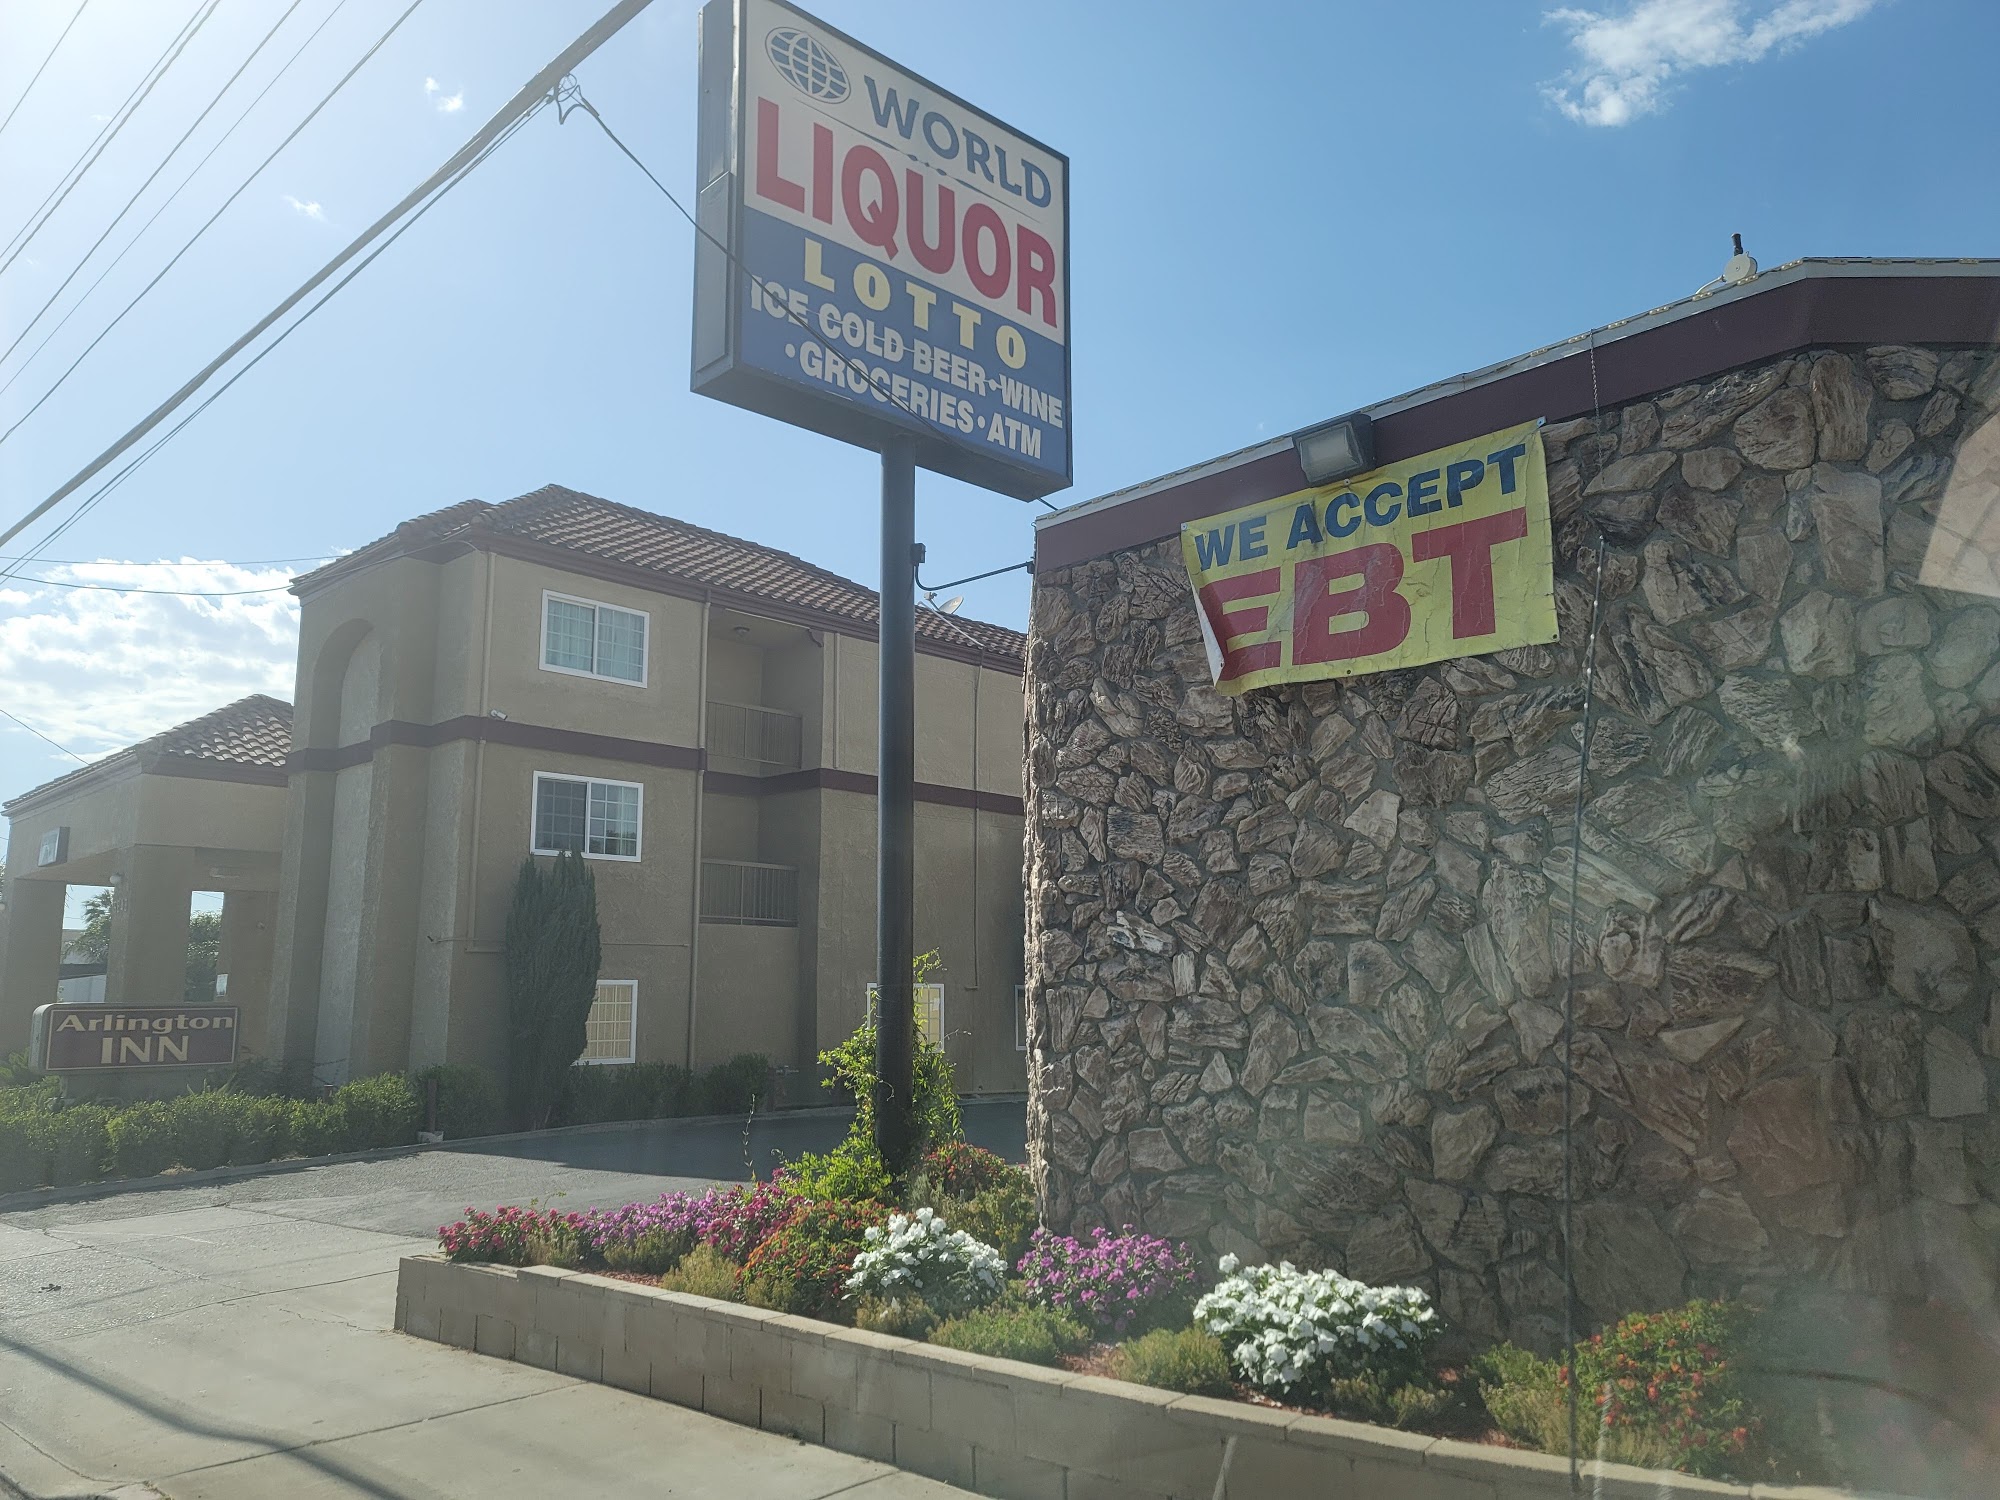 WORLD
LIQUOR
LOTTO
ICE COLD BEER•WINE
•GROCERIES•ATM
WE ACCEPT
EBT
Arlington
INN